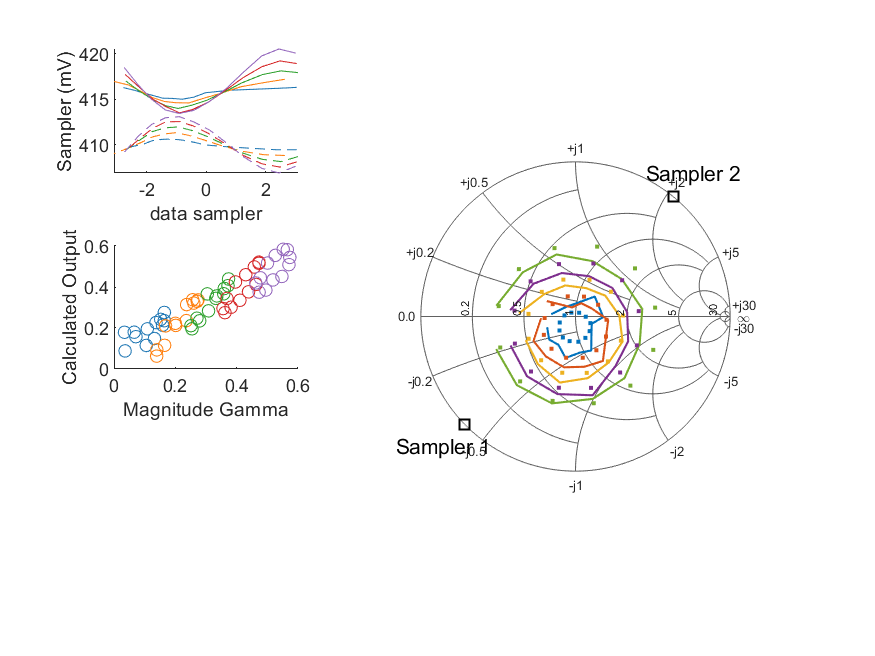 Sampler (mV)
420
415
410
-2
0
2
data sampler
Calculated Output
0.6
0.4
0.2
0
0
0.2
0.4
0.6
Magnitude Gamma
+j1
+j0.5
+j2
Sampler 2
+j0.2
+j5
0.0
0.2
0.5
1
2
5
30
+j30
∞
-j30
-j0.2
-j5
Sampler 1
-j0.5
-j2
-j1